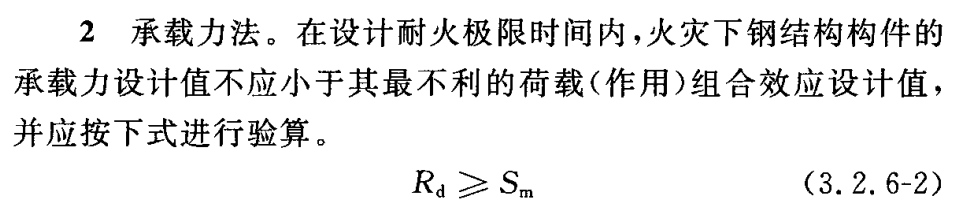 2 承载力法。在设计耐火极限时间内,火灾下钢结构构件的
承载力设计值不应小于其最不利的荷载(作用)组合效应设计值,
并应按下式进行验算。
R_d ⩾ S_m (3.2.6-2)